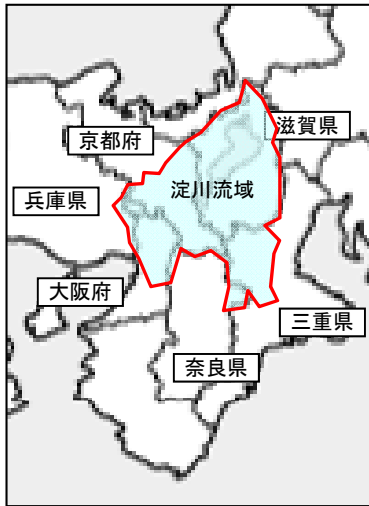 滋賀県
京都府
淀川流域
兵庫県
大阪府
三重県
奈良県